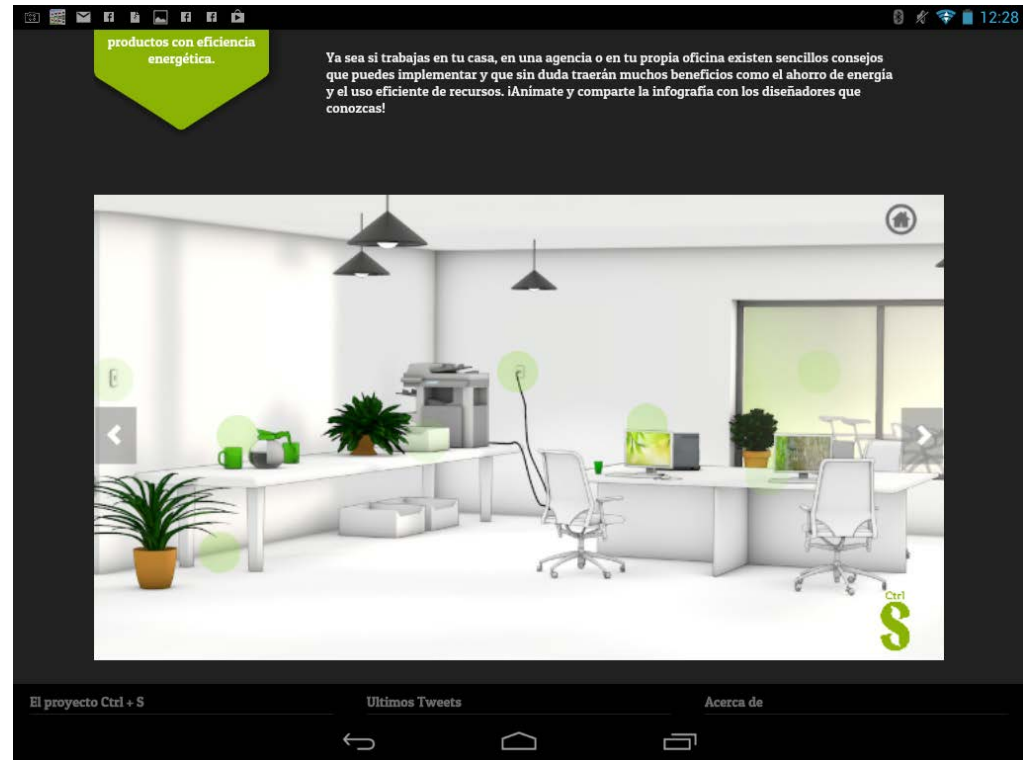 12:28
productos con eficiencia
energética.
Ya sea si trabajas en tu casa, en una agencia o en tu propia oficina existen sencillos consejos
que puedes implementar y que sin duda traerán muchos beneficios como el ahorro de energía
y el uso eficiente de recursos. ¡Anímate y comparte la infografía con los diseñadores que
conozcas!
Ctrl
S
El proyecto Ctrl + S
Ultimos Tweets
Acerca de